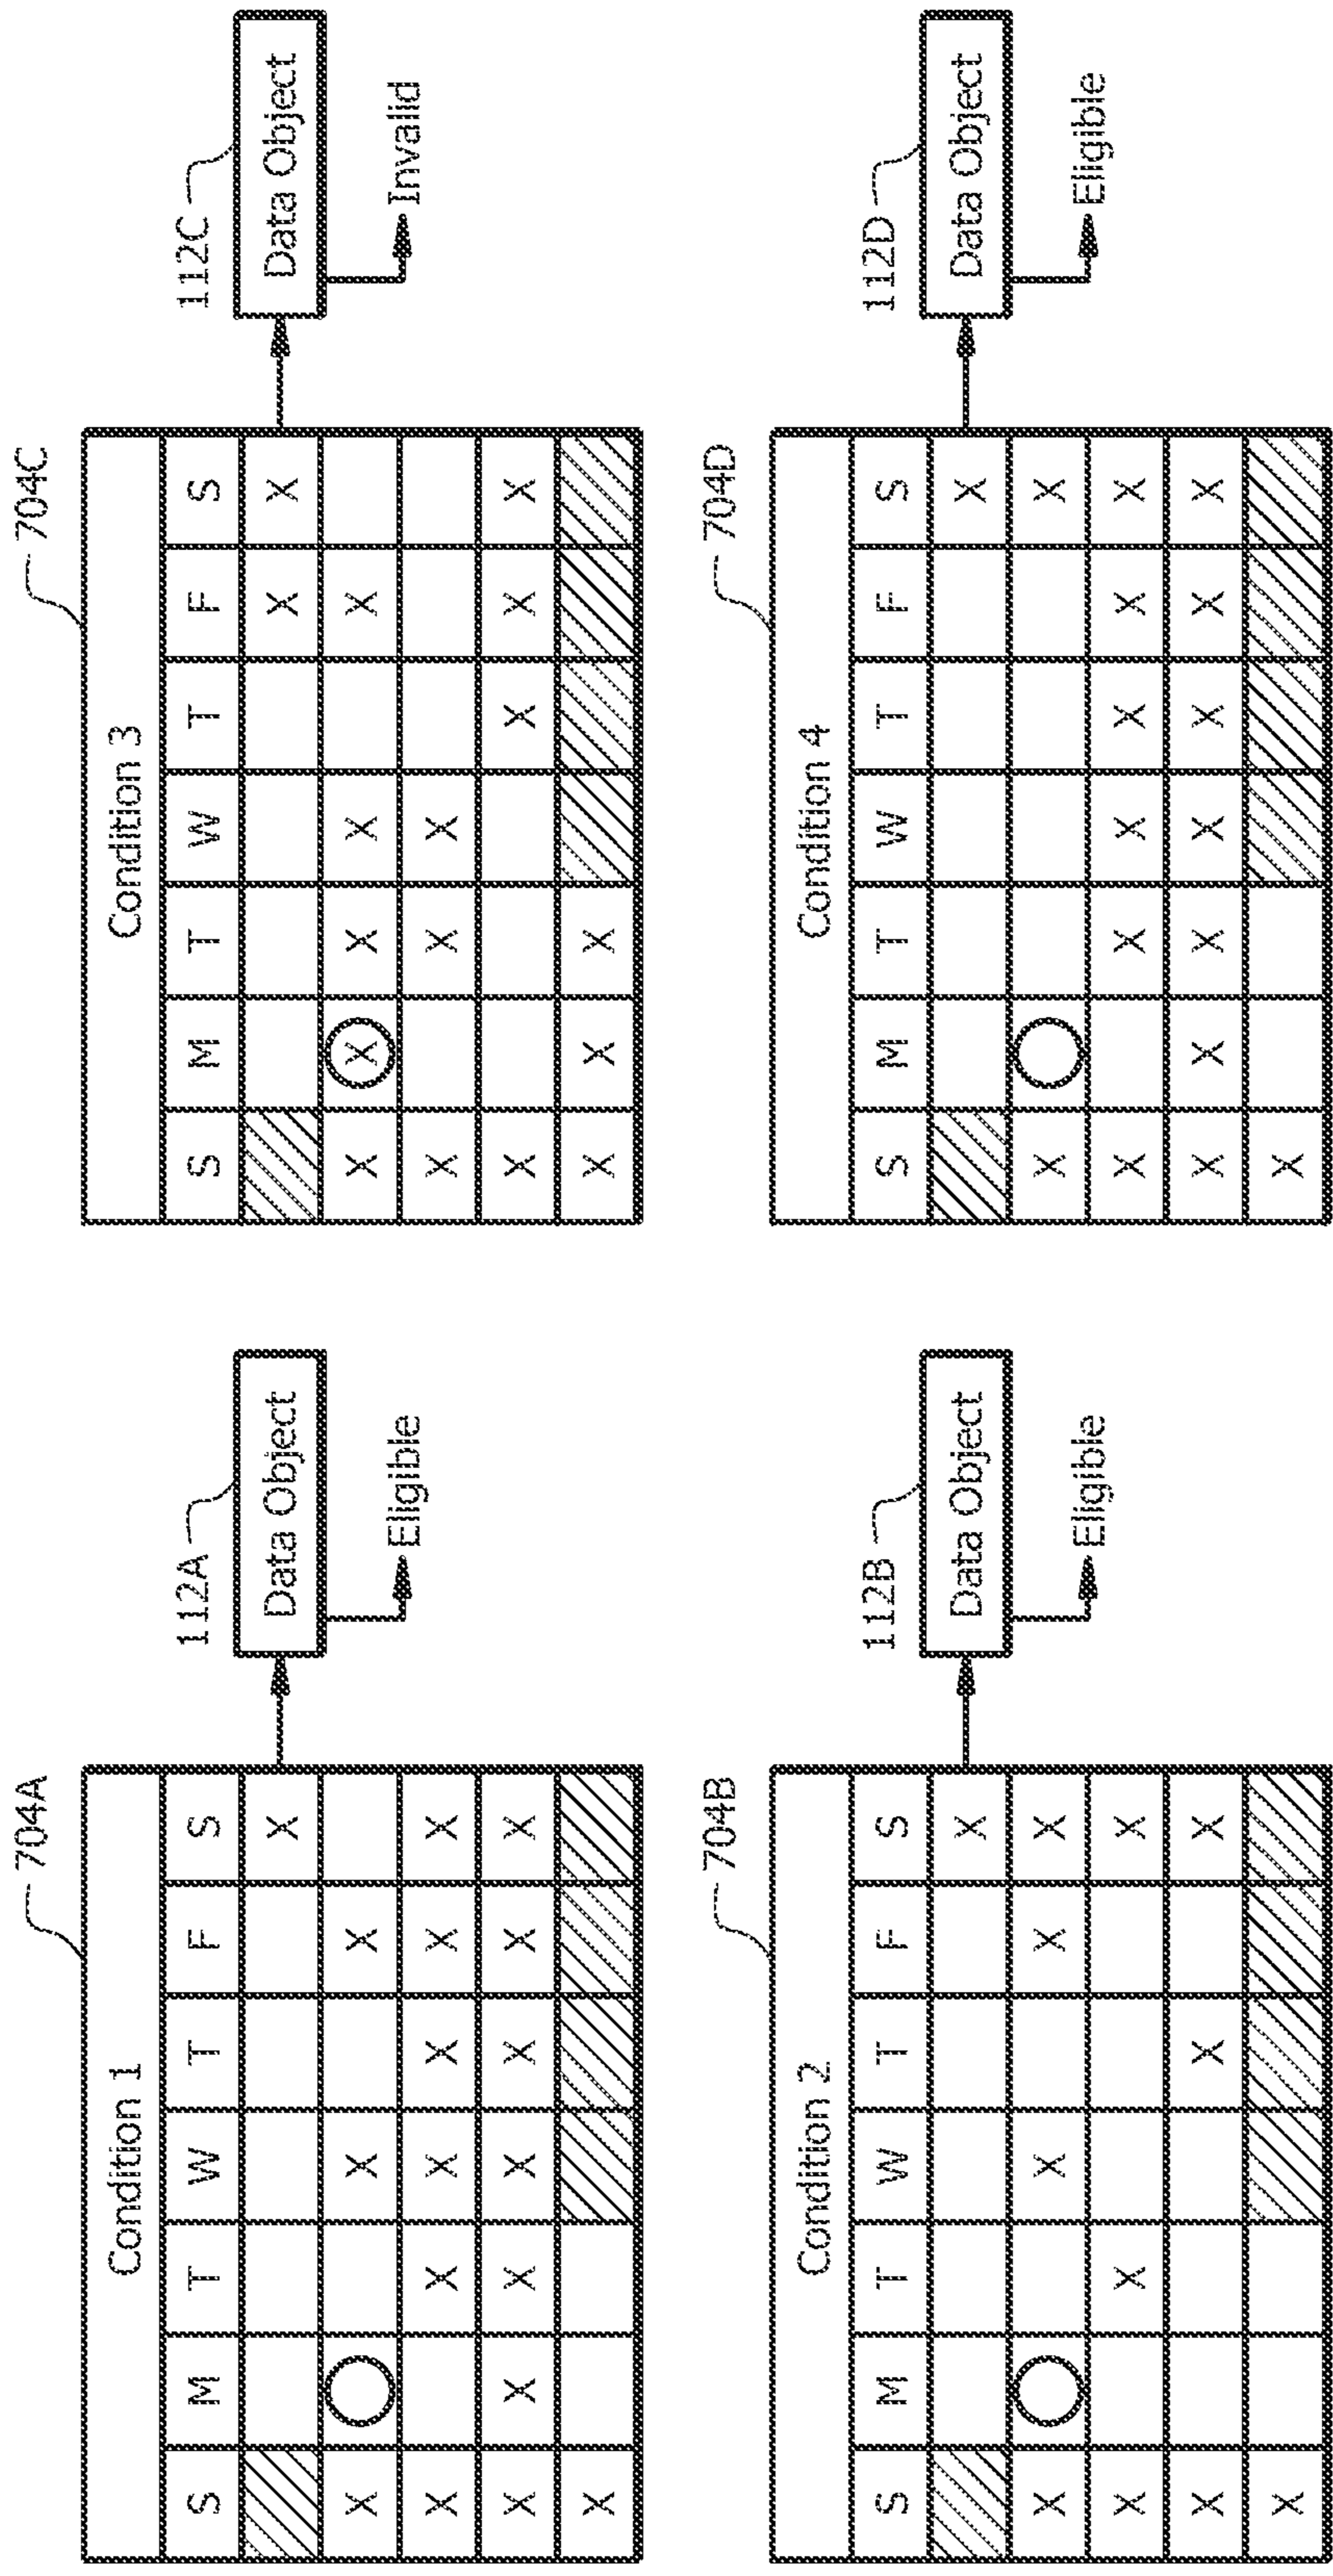 704A
Condition 1
S M T W T F S
X
X X X
X X X X X X
X X X X X X X
X
112A
Data Object
Eligible
704C
Condition 3
S M T W T F S
X X
X X X X X
X X X
X X X X
X X X
112C
Data Object
Invalid
704B
Condition 2
S M T W T F S
X
X X X X
X X X
X X X
X
112B
Data Object
Eligible
704D
Condition 4
S M T W T F S
X
X X
X X X X X X
X X X X X X X
X
112D
Data Object
Eligible